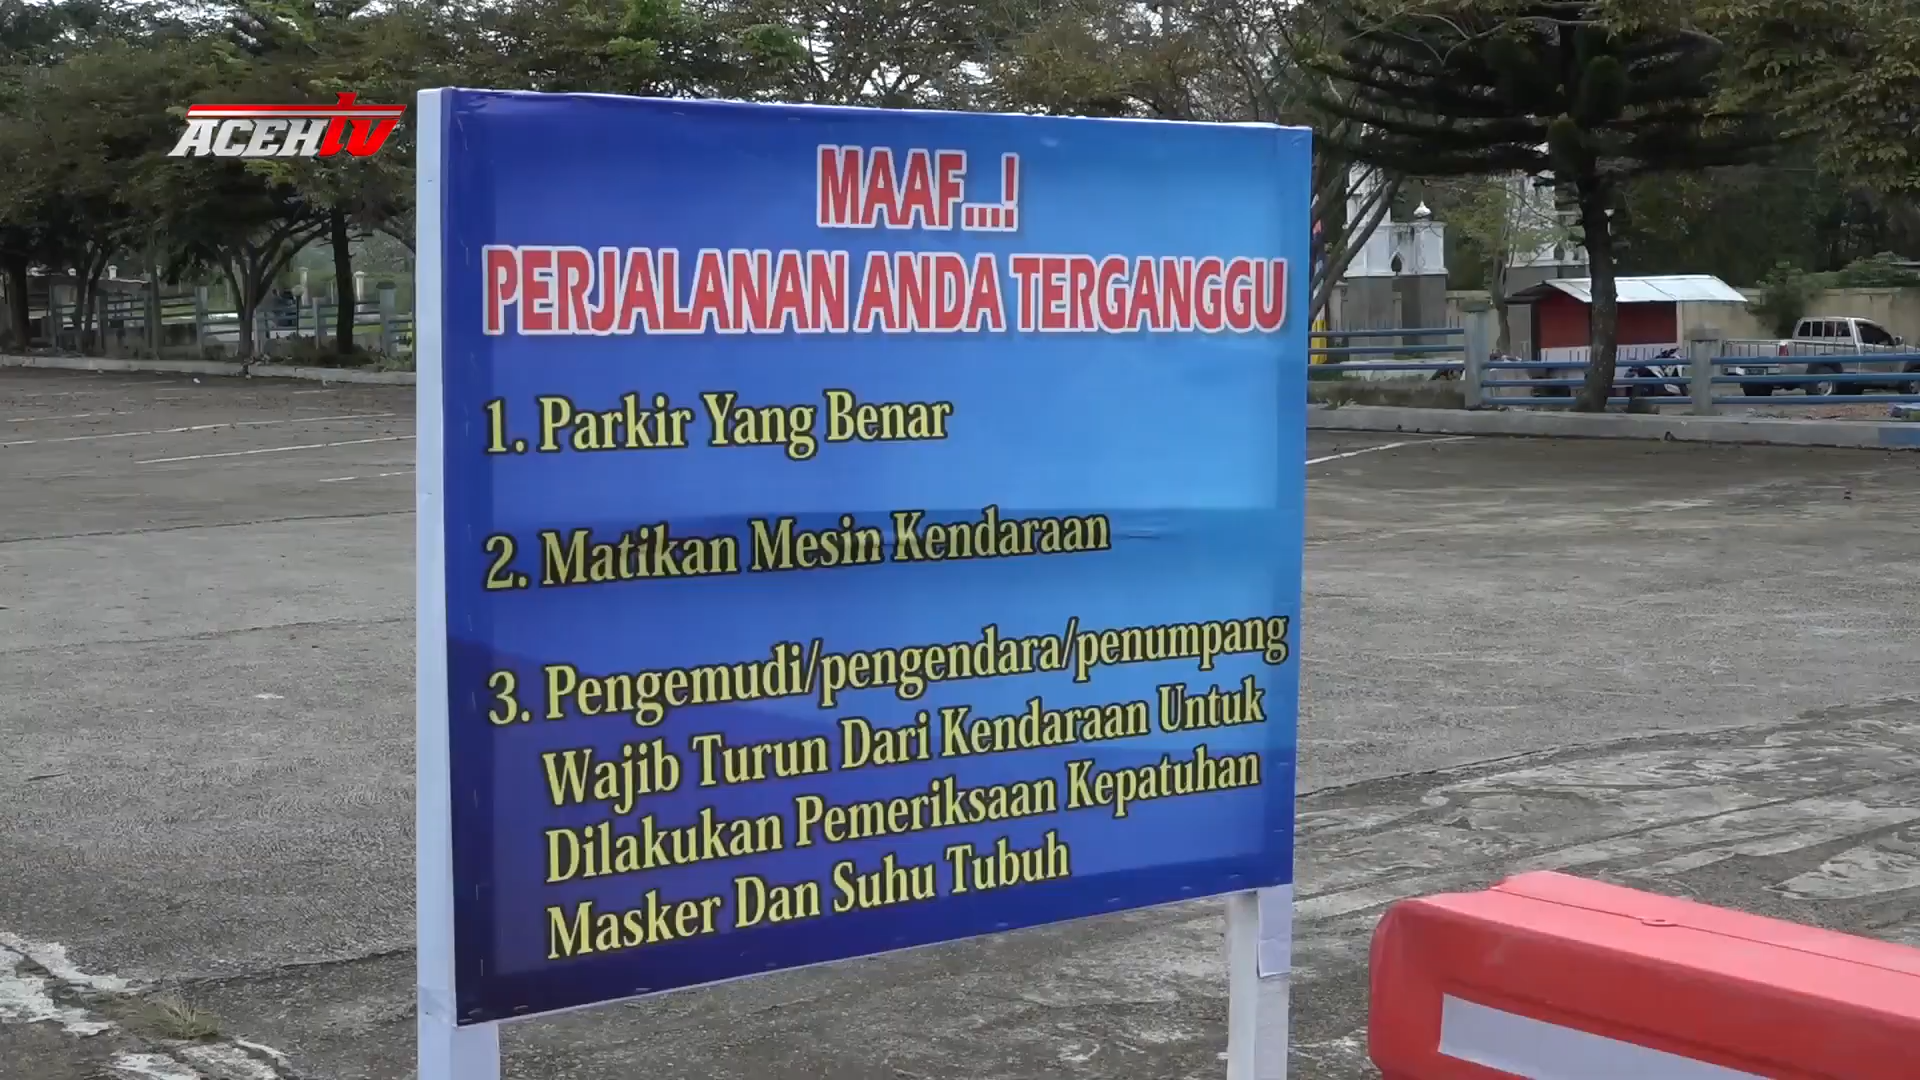 ACEHtv
MAAF...!
PERJALANAN ANDA TERGANGGU
1. Parkir Yang Benar
2. Matikan Mesin Kendaraan
3. Pengemudi/pengendara/penumpang
Wajib Turun Dari Kendaraan Untuk
Dilakukan Pemeriksaan Kepatuhan
Masker Dan Suhu Tubuh